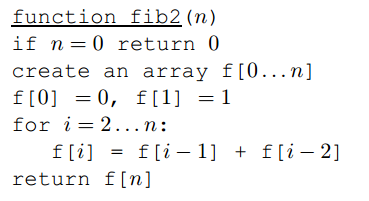 function fib2(n)
if n = 0 return 0
create an array f[0...n]
f[0] = 0, f[1] = 1
for i = 2...n:
f[i] = f[i − 1] + f[i − 2]
return f[n]